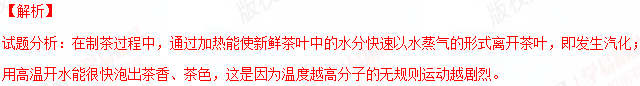 【解析】
试题分析：在制茶过程中，通过加热能使新鲜茶叶中的水分快速以水蒸气的形式离开茶叶，即发生汽化；
用高温开水能很快泡出茶香、茶色，这是因为温度越高分子的无规则运动越剧烈。